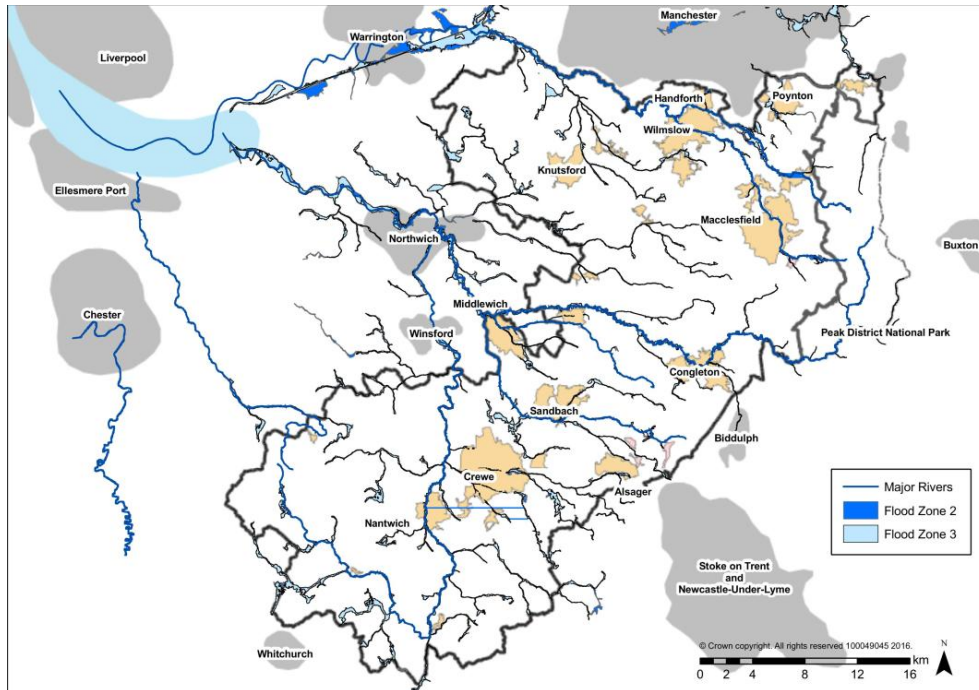 Manchester
Warrington
Liverpool
Handforth
Poynton
Wilmslow
Knutsford
Ellesmere Port
Macclesfield
Northwich
Buxton
Middlewich
Chester
Winsford
Peak District National Park
Congleton
Sandbach
Biddulph
Crewe
Alsager
Nantwich
Major Rivers
Flood Zone 2
Flood Zone 3
Stoke on Trent
and
Newcastle-Under-Lyme
Whitchurch
© Crown copyright. All rights reserved 100049045 2016.
N
km
0 2 4 8 12 16